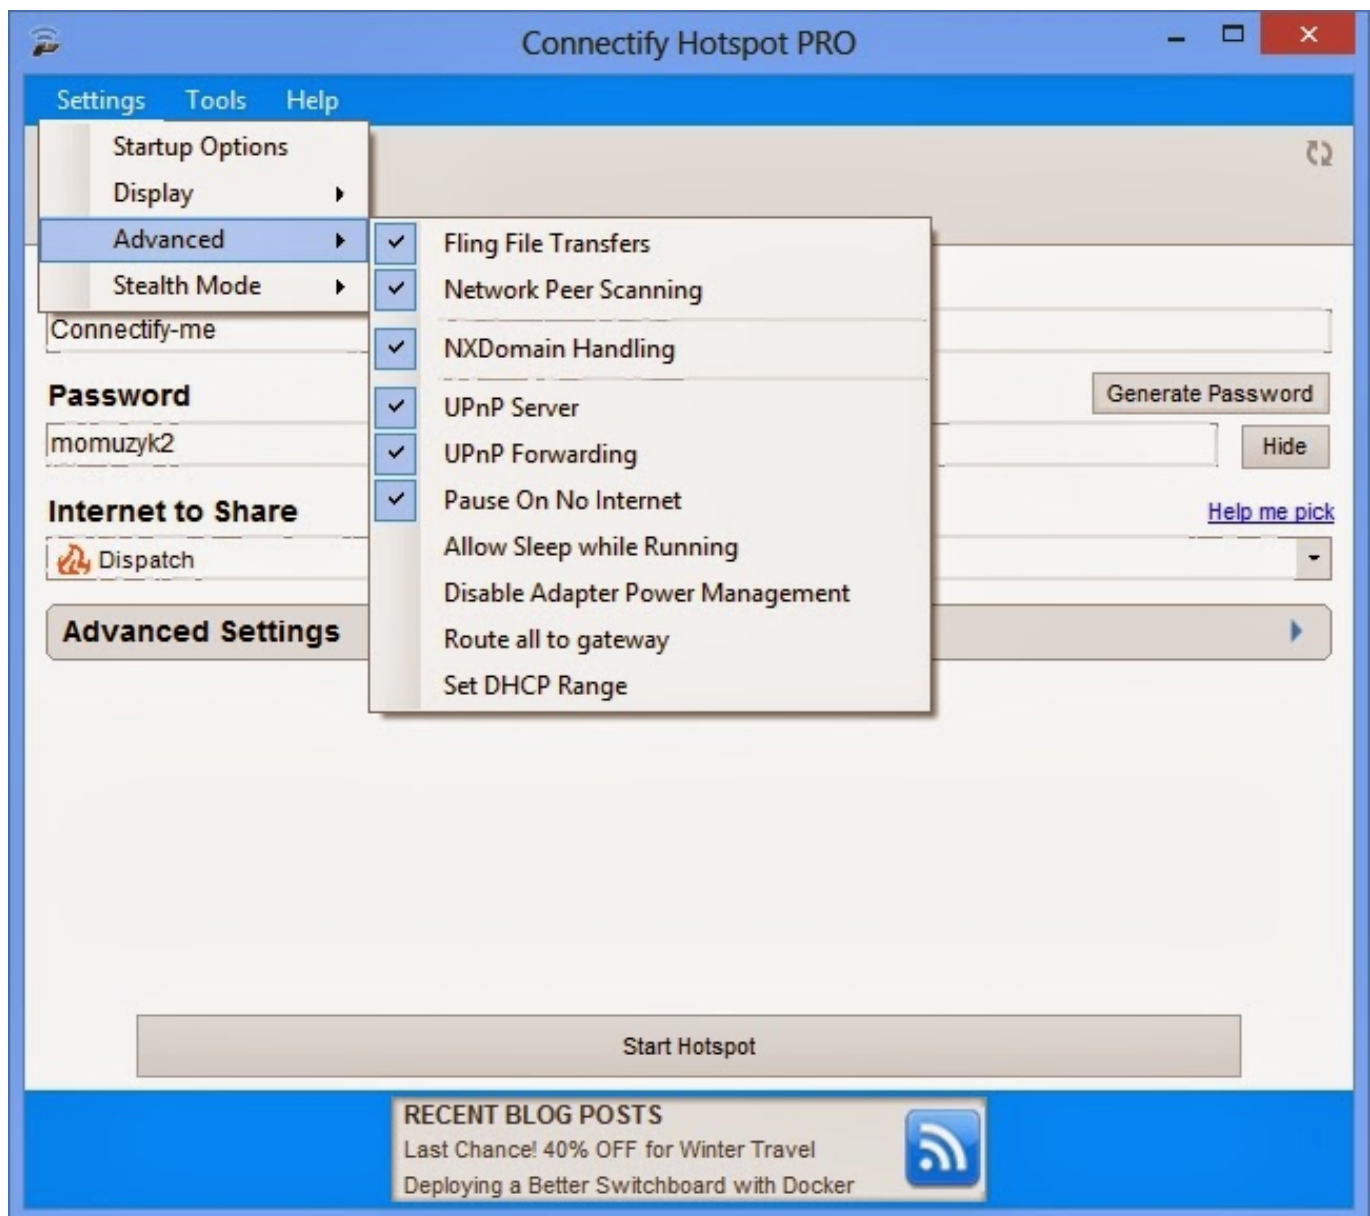 Connectify Hotspot PRO
Settings Tools Help
Startup Options
Display
Advanced
Stealth Mode
Fling File Transfers
Network Peer Scanning
NXDomain Handling
UPnP Server
UPnP Forwarding
Pause On No Internet
Allow Sleep while Running
Disable Adapter Power Management
Route all to gateway
Set DHCP Range
Connectify-me
Password
Generate Password
momuzyk2
Hide
Internet to Share
Help me pick
Dispatch
Advanced Settings
Start Hotspot
RECENT BLOG POSTS
Last Chance! 40% OFF for Winter Travel
Deploying a Better Switchboard with Docker